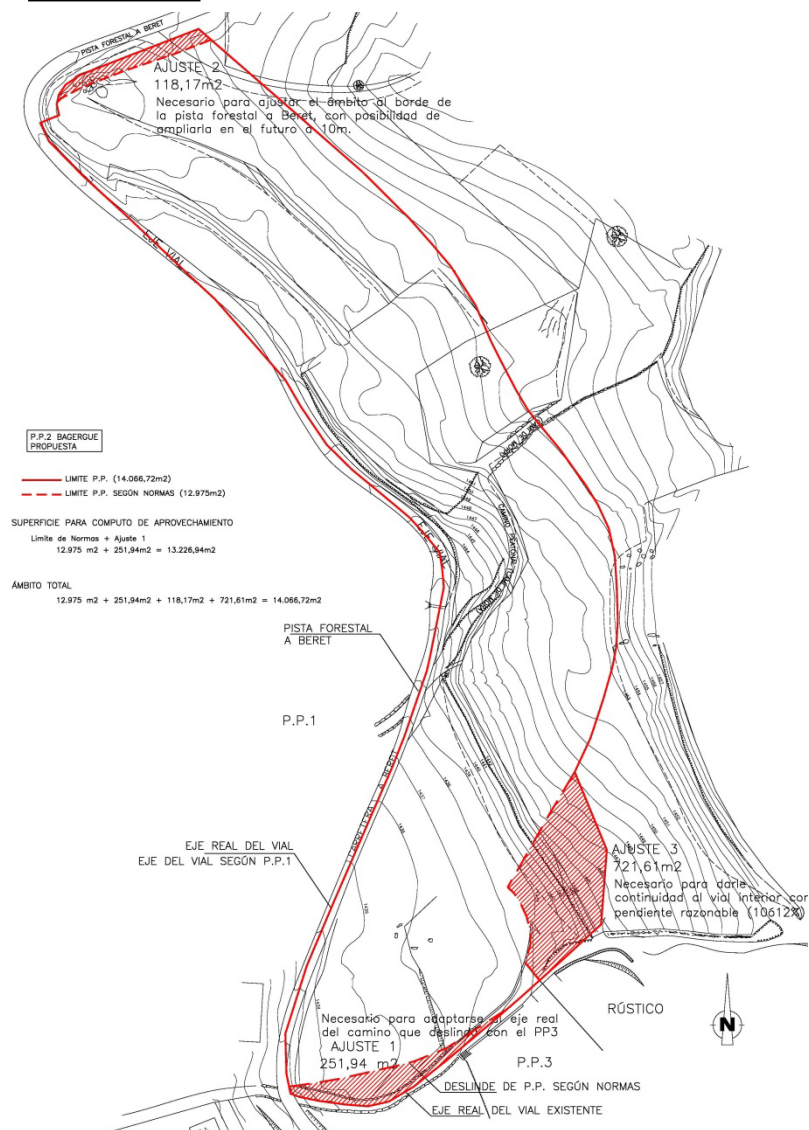 PISTA FORESTAL A BERET
AJUSTE 2
118,17m2
Necesario para ajustar el ámbito al borde de
la pista forestal a Beret, con posibilidad de
ampliarla en el futuro a 10m.
EJE VIAL
P.P.2 BAGERGUE
PROPUESTA
LIMITE P.P. (14.066,72m2)
LIMITE P.P. SEGÚN NORMAS (12.975m2)
SUPERFICIE PARA COMPUTO DE APROVECHAMIENTO
Limite de Normas + Ajuste 1
12.975 m2 + 251,94m2 = 13.226,94m2
ÁMBITO TOTAL
12.975 m2 + 251,94m2 + 118,17m2 + 721,61m2 = 14.066,72m2
EJE VIAL
PISTA FORESTAL
A BERET
P.P.1
CARRETERA A BERET
EJE REAL DEL VIAL
EJE DEL VIAL SEGÚN P.P.1
AJUSTE 3
721,61m2
Necesario para darle
continuidad al vial interior con
pendiente razonable (10612%)
RÚSTICO
N
Necesario para adaptarse al eje real
del camino que deslinda con el PP3
AJUSTE 1
251,94 m2
P.P.3
DESLINDE DE P.P. SEGÚN NORMAS
EJE REAL DEL VIAL EXISTENTE